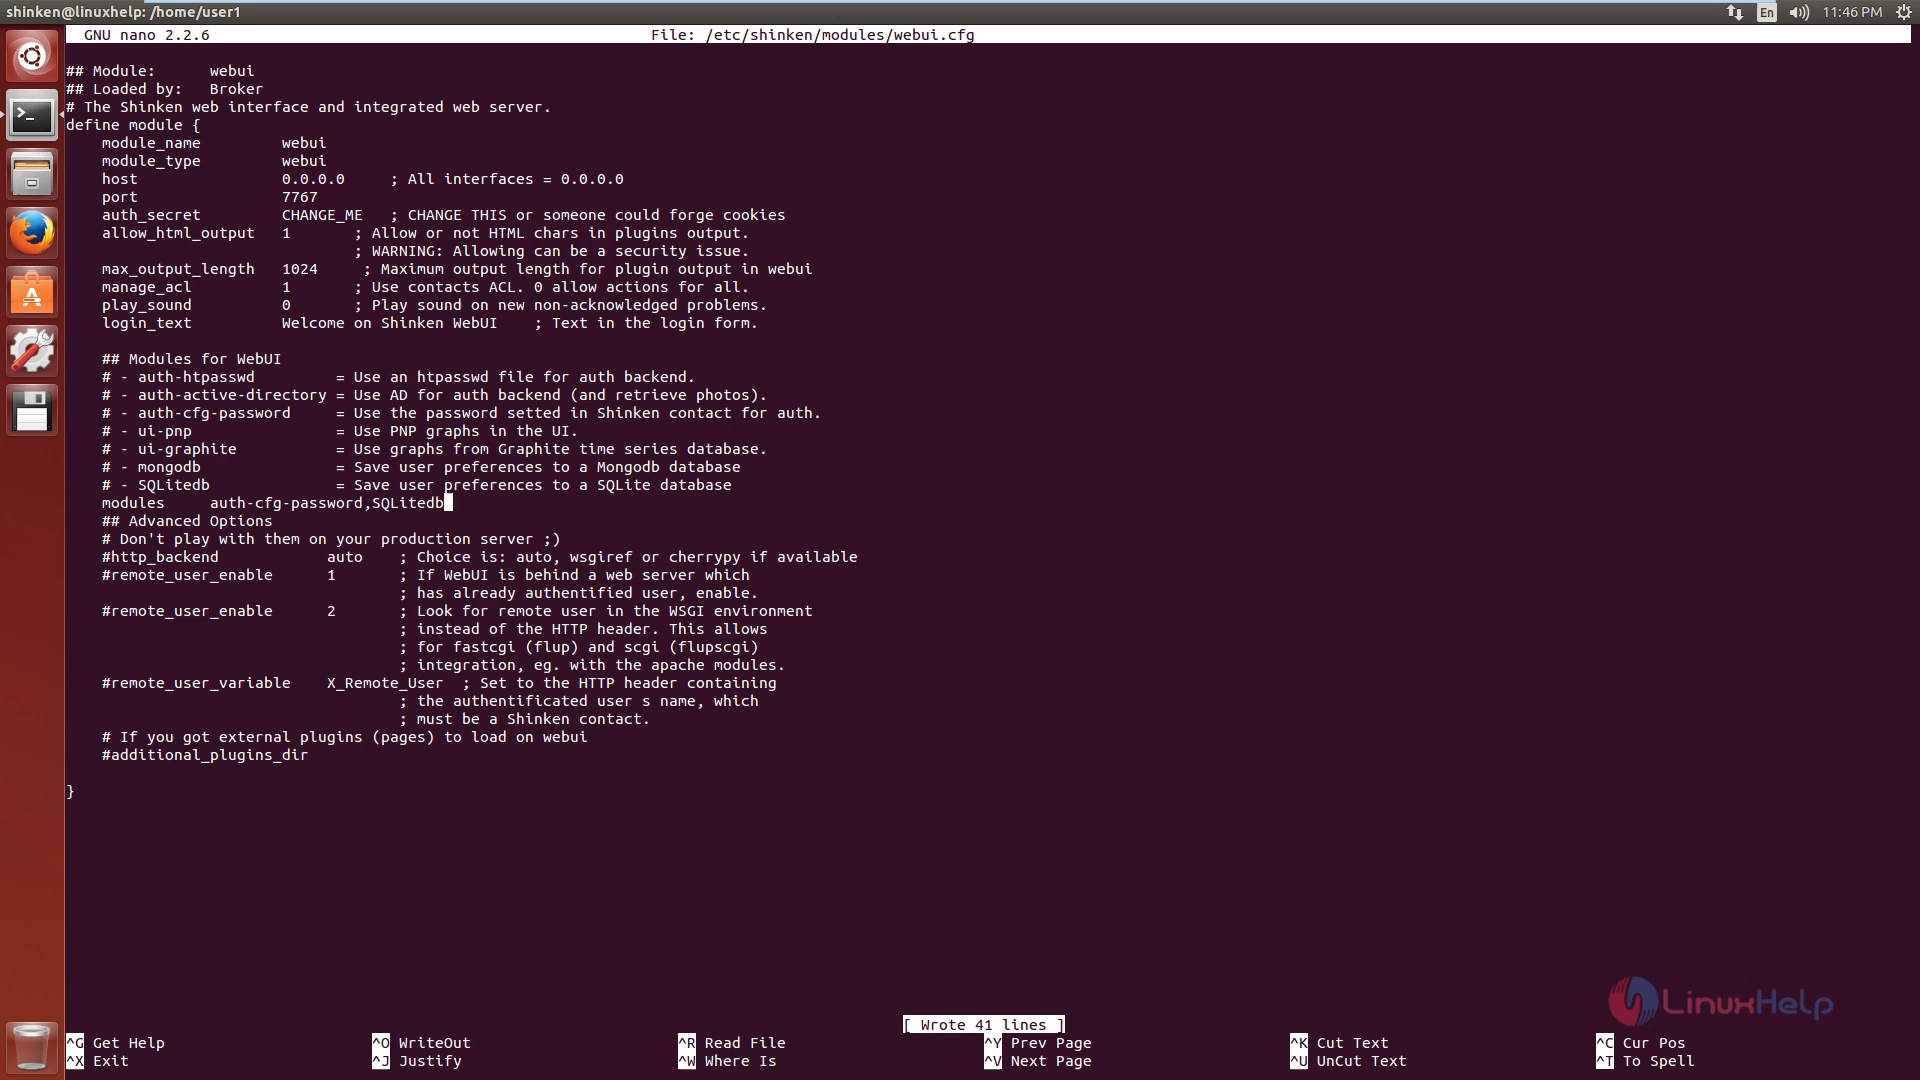 shinken@linuxhelp: /home/user1
En
11:46 PM
GNU nano 2.2.6 File: /etc/shinken/modules/webui.cfg
## Module: webui
## Loaded by: Broker
# The Shinken web interface and integrated web server.
define module {
module_name webui
module_type webui
host 0.0.0.0 ; All interfaces = 0.0.0.0
port 7767
auth_secret CHANGE_ME ; CHANGE THIS or someone could forge cookies
allow_html_output 1 ; Allow or not HTML chars in plugins output.
; WARNING: Allowing can be a security issue.
max_output_length 1024 ; Maximum output length for plugin output in webui
manage_acl 1 ; Use contacts ACL. 0 allow actions for all.
play_sound 0 ; Play sound on new non-acknowledged problems.
login_text Welcome on Shinken WebUI ; Text in the login form.
## Modules for WebUI
# - auth-htpasswd = Use an htpasswd file for auth backend.
# - auth-active-directory = Use AD for auth backend (and retrieve photos).
# - auth-cfg-password = Use the password setted in Shinken contact for auth.
# - ui-pnp = Use PNP graphs in the UI.
# - ui-graphite = Use graphs from Graphite time series database.
# - mongodb = Save user preferences to a Mongodb database
# - SQLitedb = Save user preferences to a SQLite database
modules auth-cfg-password,SQLitedb
## Advanced Options
# Don't play with them on your production server ;)
#http_backend auto ; Choice is: auto, wsgiref or cherrypy if available
#remote_user_enable 1 ; If WebUI is behind a web server which
; has already authentified user, enable.
#remote_user_enable 2 ; Look for remote user in the WSGI environment
; instead of the HTTP header. This allows
; for fastcgi (flup) and scgi (flupscgi)
; integration, eg. with the apache modules.
#remote_user_variable X_Remote_User ; Set to the HTTP header containing
; the authentificated user s name, which
; must be a Shinken contact.
# If you got external plugins (pages) to load on webui
#additional_plugins_dir
}
LinuxHelp
[ Wrote 41 lines ]
^G Get Help ^O WriteOut ^R Read File ^Y Prev Page ^K Cut Text ^C Cur Pos
^X Exit ^J Justify ^W Where Is ^V Next Page ^U UnCut Text ^T To Spell